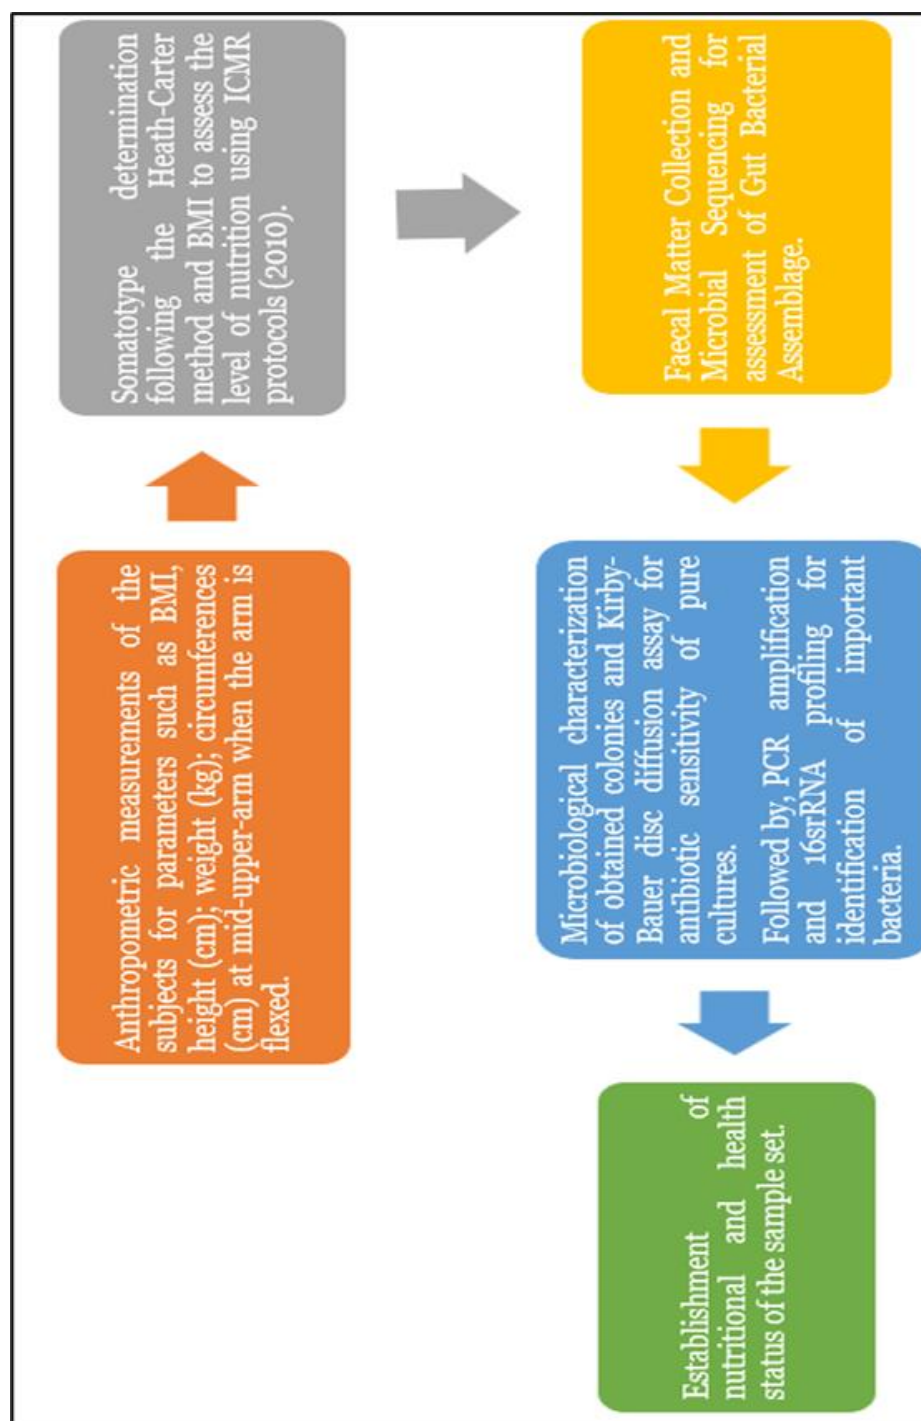 Anthropometric measurements of the
subjects for parameters such as BMI,
height (cm); weight (kg); circumferences
(cm) at mid-upper-arm when the arm is
flexed.
Somatotype determination
following the Heath-Carter
method and BMI to assess the
level of nutrition using ICMR
protocols (2010).
Faecal Matter Collection and
Microbial Sequencing for
assessment of Gut Bacterial
Assemblage.
Microbiological characterization
of obtained colonies and Kirby-
Bauer disc diffusion assay for
antibiotic sensitivity of pure
cultures.
Followed by, PCR amplification
and 16srRNA profiling for
identification of important
bacteria.
Establishment of
nutritional and health
status of the sample set.